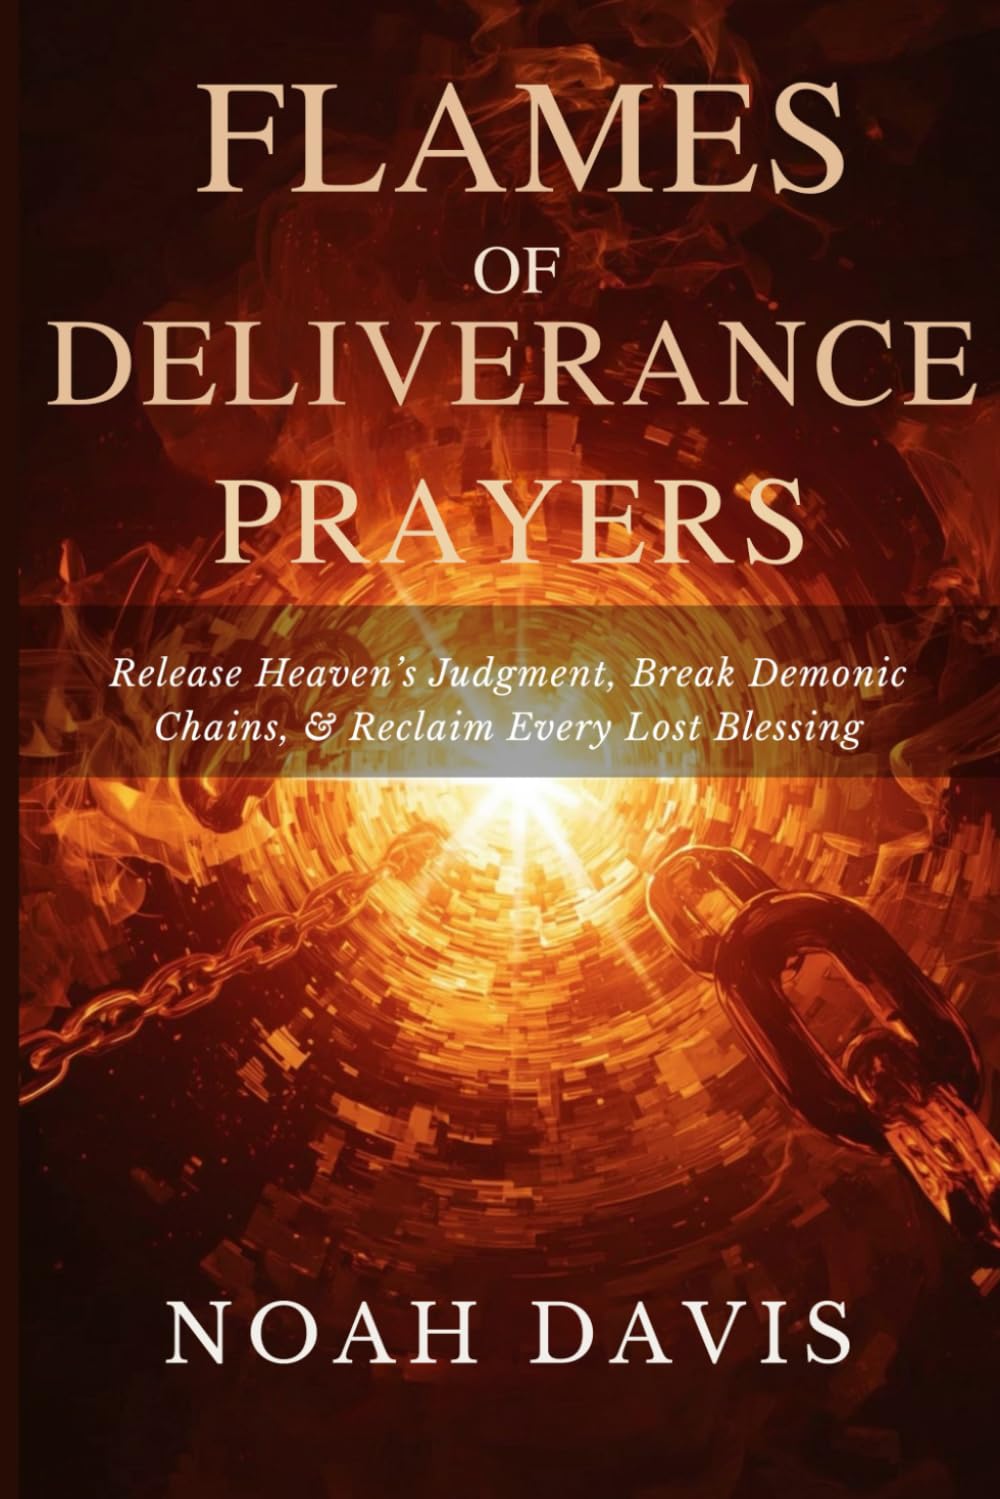 FLAMES
OF
DELIVERANCE
PRAYERS
Release Heaven’s Judgment, Break Demonic
Chains, & Reclaim Every Lost Blessing
NOAH DAVIS